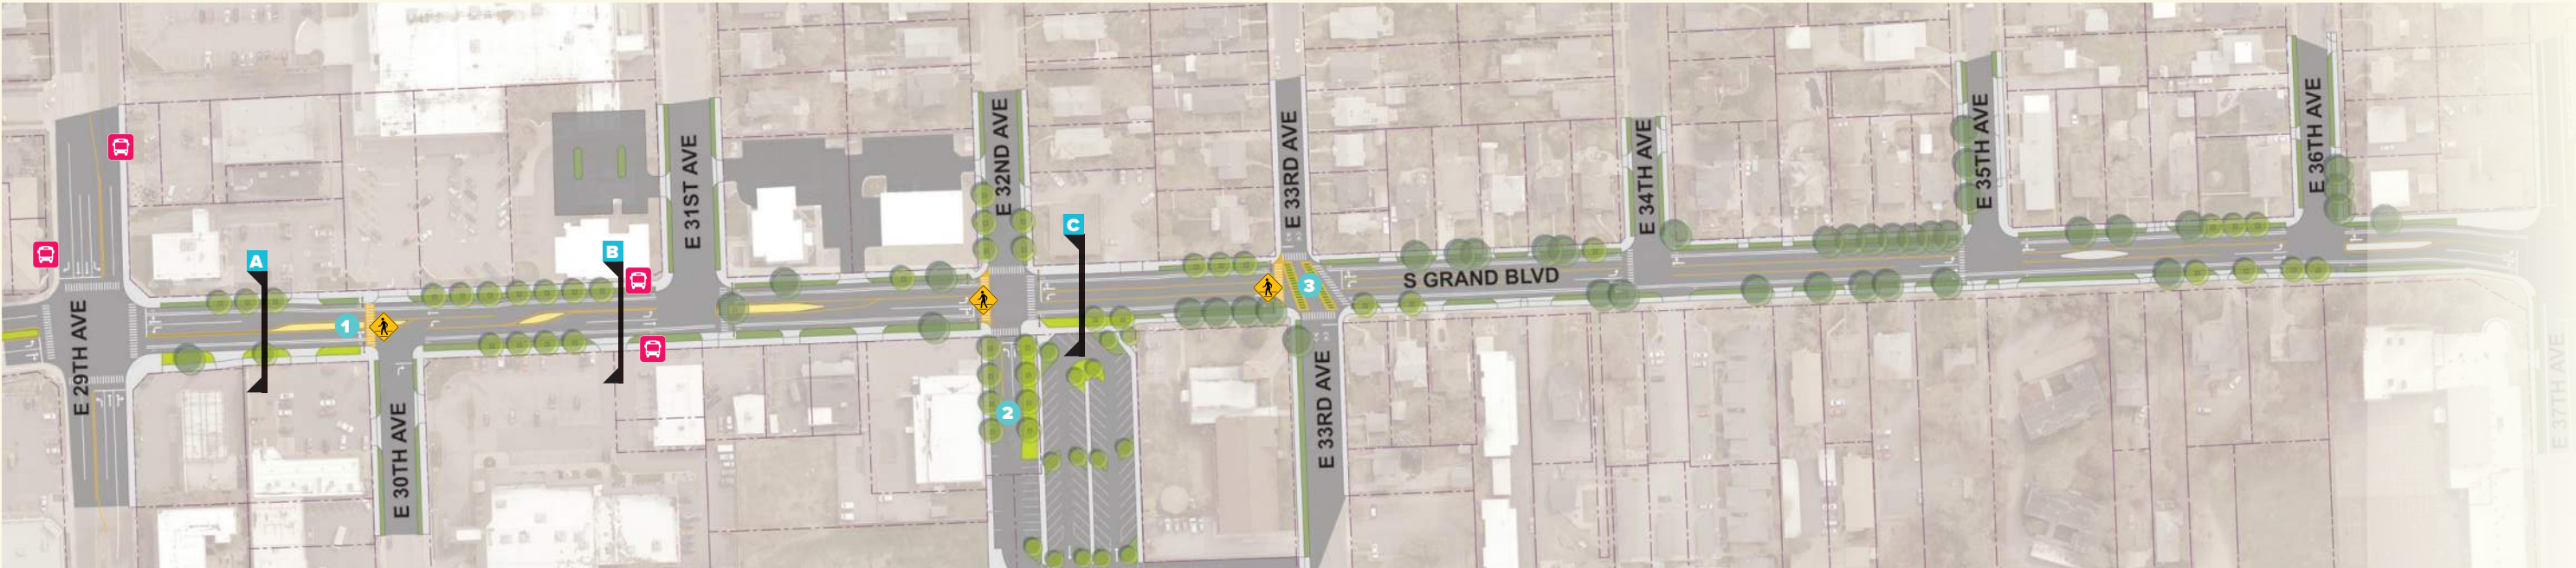 E 29TH AVE
A
1
E 30TH AVE
B
E 31ST AVE
E 32ND AVE
2
C
E 33RD AVE
3
E 33RD AVE
S GRAND BLVD
E 34TH AVE
E 35TH AVE
E 36TH AVE
E 37TH AVE